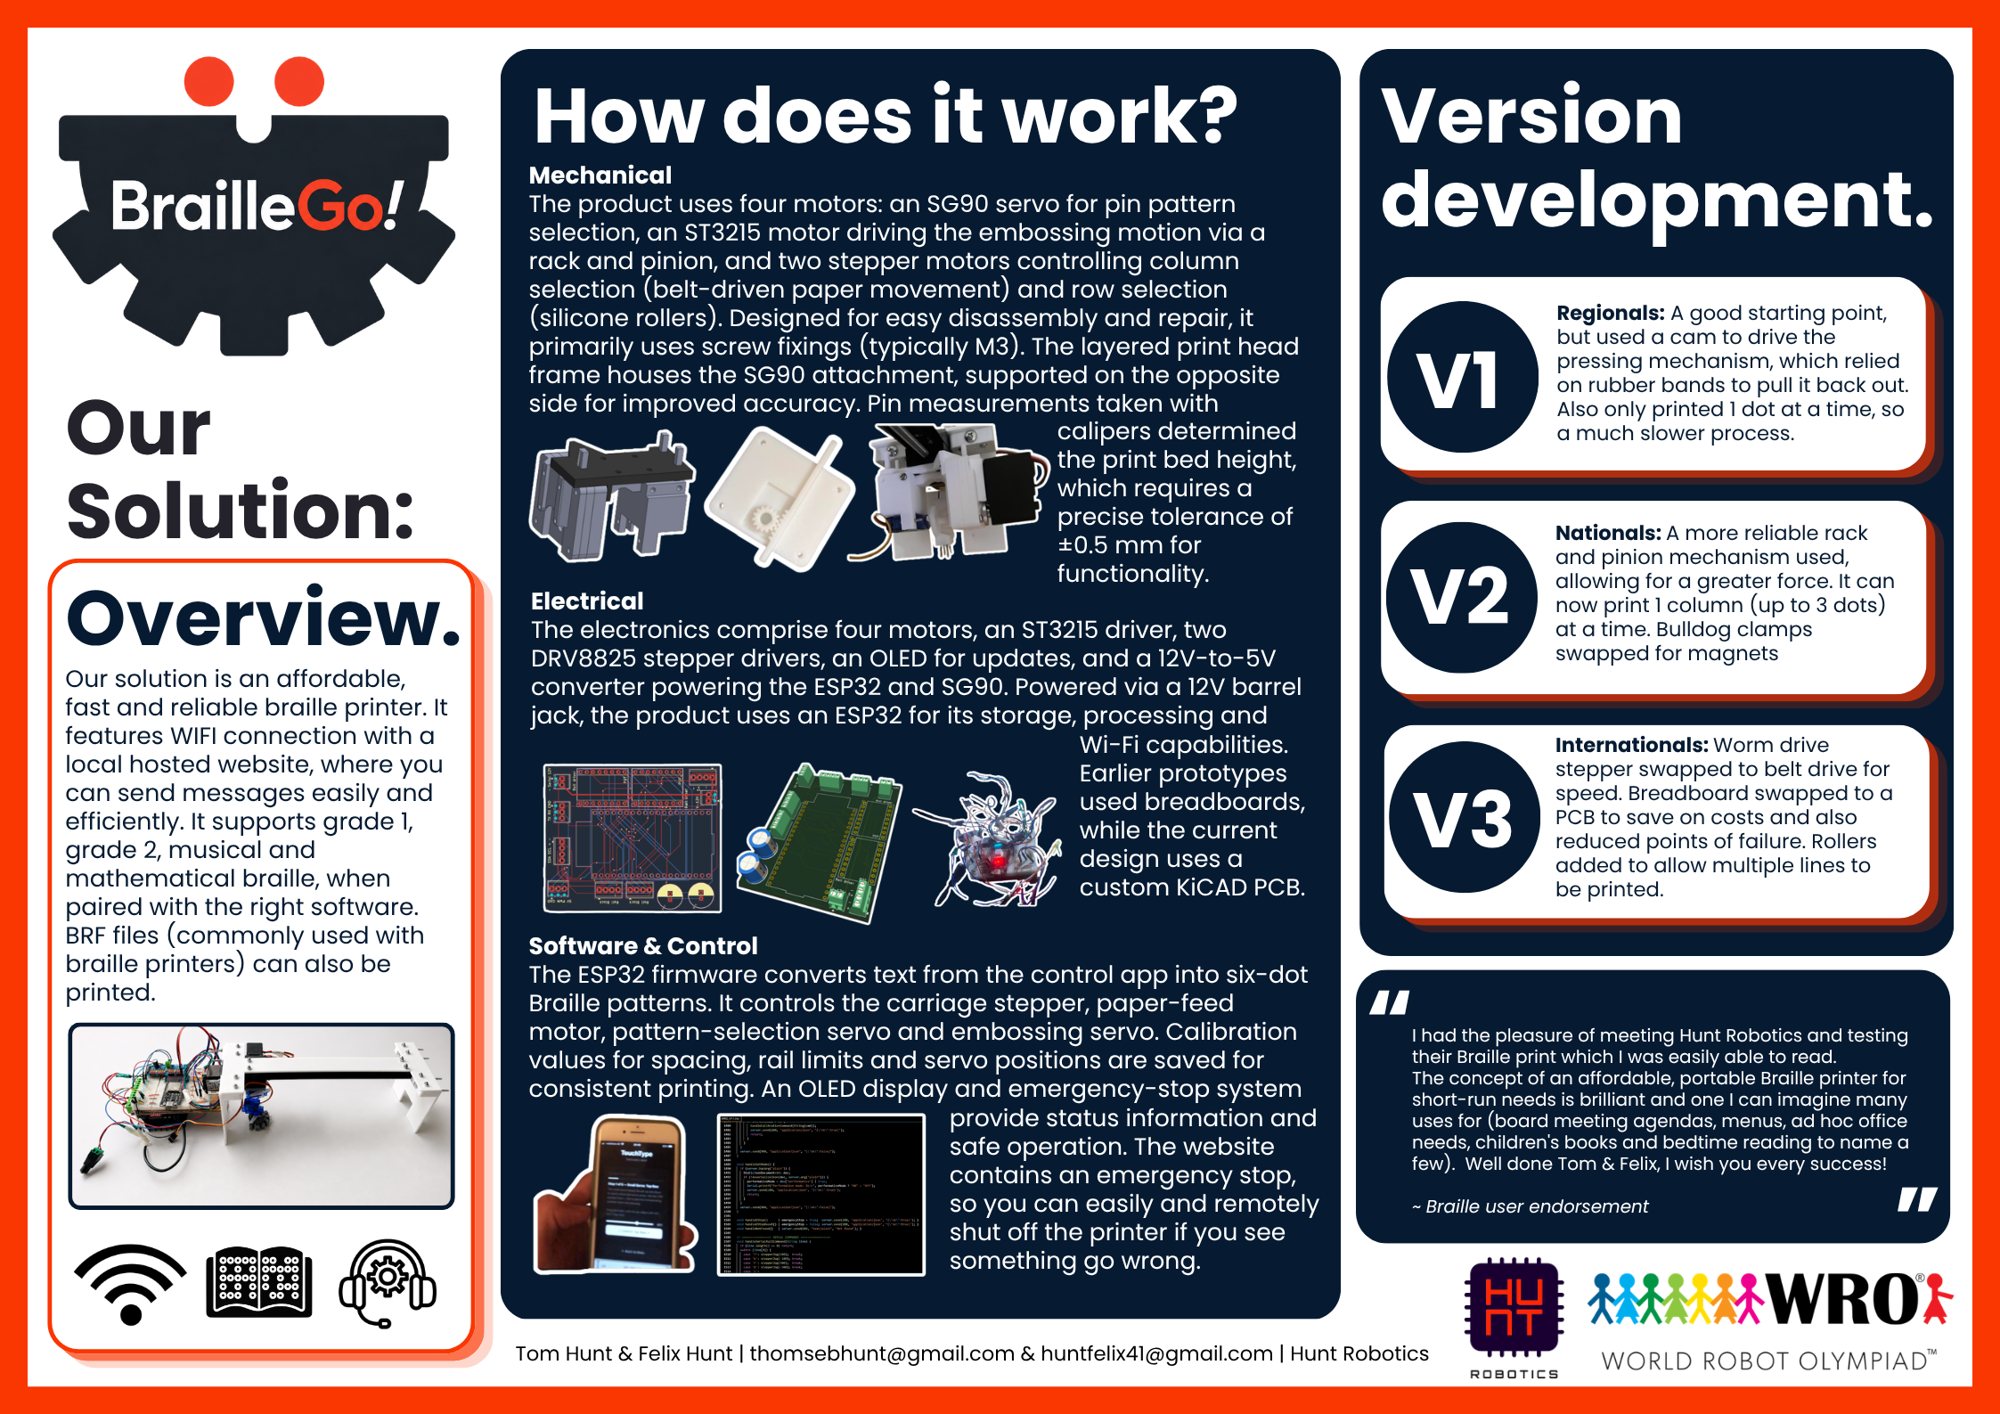 BrailleGo!
Our
Solution:
Overview.
Our solution is an affordable,
fast and reliable braille printer. It
features WIFI connection with a
local hosted website, where you
can send messages easily and
efficiently. It supports grade 1,
grade 2, musical and
mathematical braille, when
paired with the right software.
BRF files (commonly used with
braille printers) can also be
printed.
How does it work?
Mechanical
The product uses four motors: an SG90 servo for pin pattern
selection, an ST3215 motor driving the embossing motion via a
rack and pinion, and two stepper motors controlling column
selection (belt-driven paper movement) and row selection
(silicone rollers). Designed for easy disassembly and repair, it
primarily uses screw fixings (typically M3). The layered print head
frame houses the SG90 attachment, supported on the opposite
side for improved accuracy. Pin measurements taken with
calipers determined
the print bed height,
which requires a
precise tolerance of
±0.5 mm for
functionality.
Electrical
The electronics comprise four motors, an ST3215 driver, two
DRV8825 stepper drivers, an OLED for updates, and a 12V-to-5V
converter powering the ESP32 and SG90. Powered via a 12V barrel
jack, the product uses an ESP32 for its storage, processing and
Wi-Fi capabilities.
Earlier prototypes
used breadboards,
while the current
design uses a
custom KiCAD PCB.
Software & Control
The ESP32 firmware converts text from the control app into six-dot
Braille patterns. It controls the carriage stepper, paper-feed
motor, pattern-selection servo and embossing servo. Calibration
values for spacing, rail limits and servo positions are saved for
consistent printing. An OLED display and emergency-stop system
provide status information and
safe operation. The website
contains an emergency stop,
so you can easily and remotely
shut off the printer if you see
something go wrong.
TouchType
Version
development.
V1
Regionals: A good starting point,
but used a cam to drive the
pressing mechanism, which relied
on rubber bands to pull it back out.
Also only printed 1 dot at a time, so
a much slower process.
V2
Nationals: A more reliable rack
and pinion mechanism used,
allowing for a greater force. It can
now print 1 column (up to 3 dots)
at a time. Bulldog clamps
swapped for magnets
V3
Internationals: Worm drive
stepper swapped to belt drive for
speed. Breadboard swapped to a
PCB to save on costs and also
reduced points of failure. Rollers
added to allow multiple lines to
be printed.
"
I had the pleasure of meeting Hunt Robotics and testing
their Braille print which I was easily able to read.
The concept of an affordable, portable Braille printer for
short-run needs is brilliant and one I can imagine many
uses for (board meeting agendas, menus, ad hoc office
needs, children's books and bedtime reading to name a
few).  Well done Tom & Felix, I wish you every success!
~ Braille user endorsement
"
Tom Hunt & Felix Hunt | thomsebhunt@gmail.com & huntfelix41@gmail.com | Hunt Robotics
HU
NT
ROBOTICS
WRO®
WORLD ROBOT OLYMPIAD™